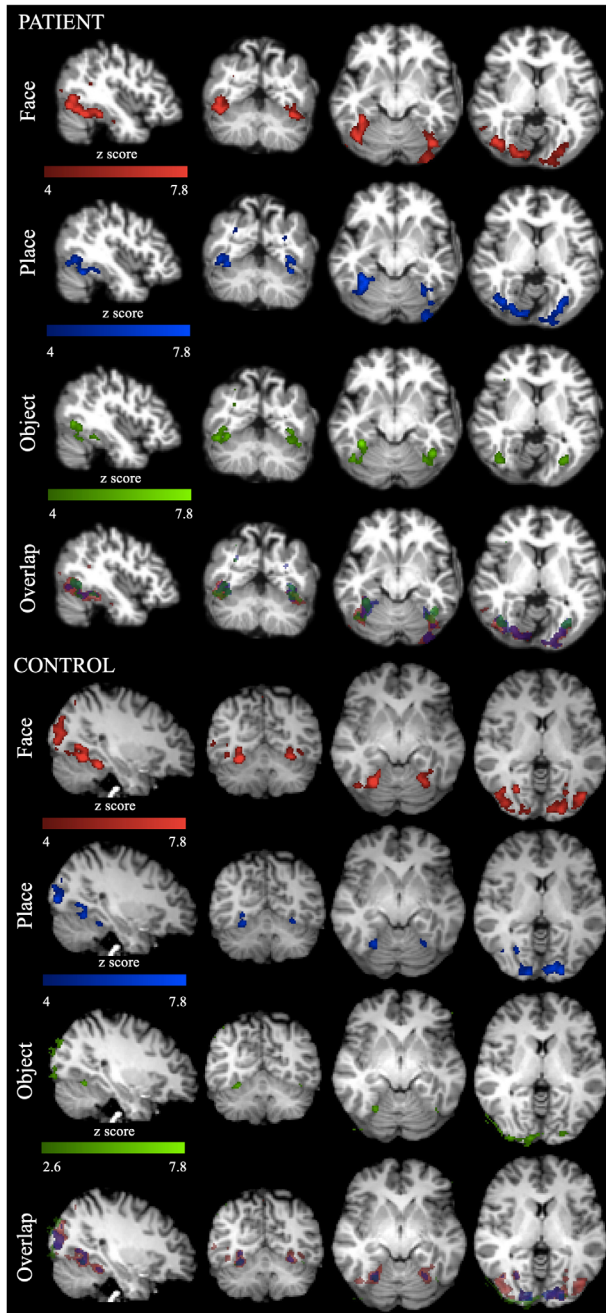 PATIENT
Face
z score
4 7.8
Place
z score
4 7.8
Object
z score
4 7.8
Overlap
CONTROL
Face
z score
4 7.8
Place
z score
4 7.8
Object
z score
2.6 7.8
Overlap